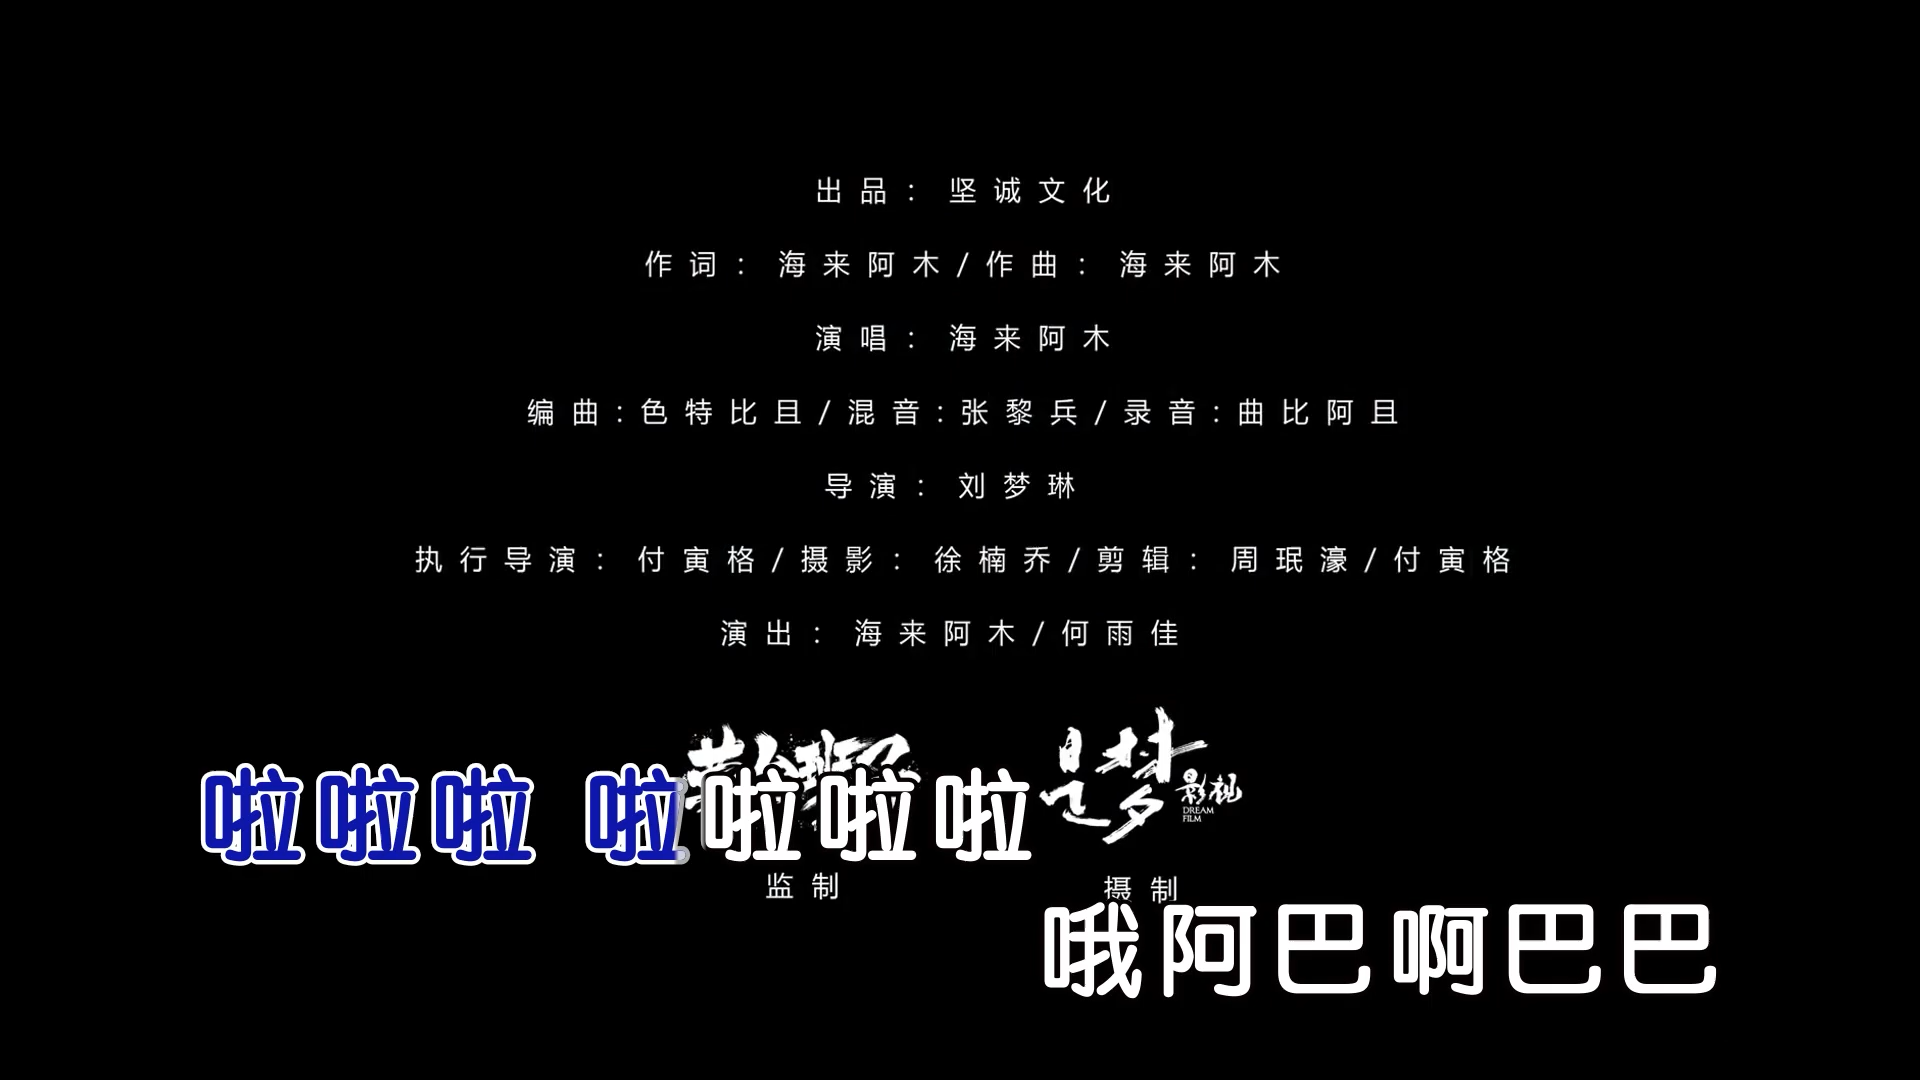 出品： 坚诚文化
作词： 海来阿木/作曲： 海来阿木
演唱： 海来阿木
编曲:色特比且/混音:张黎兵/录音:曲比阿且
导演： 刘梦琳
执行导演： 付寅格/摄影： 徐楠乔/剪辑： 周珉濠/付寅格
演出： 海来阿木/何雨佳
是梦
影视
DREAM
FILM
啦啦啦 啦啦啦啦
监制
摄制
哦阿巴啊巴巴